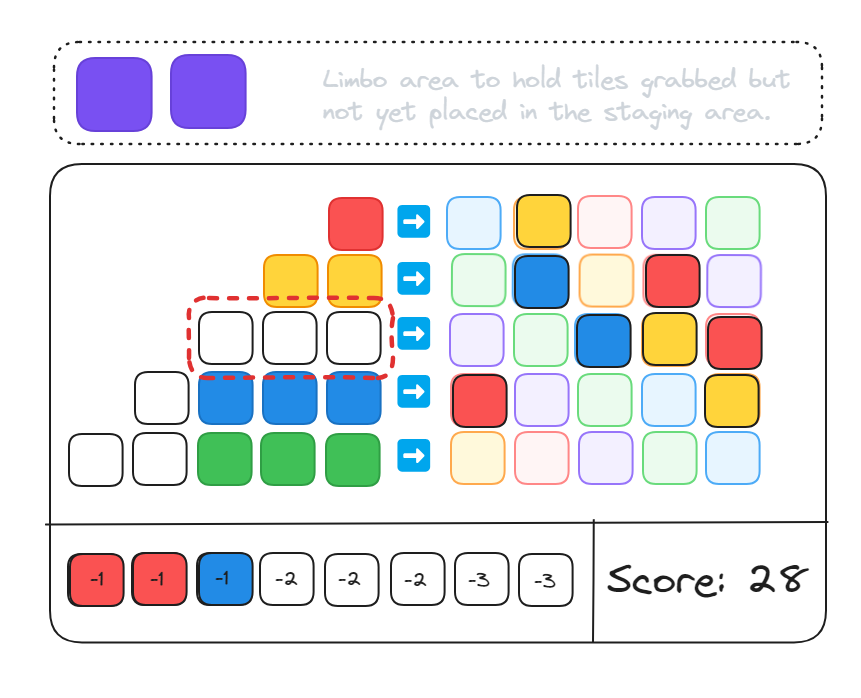 Limbo area to hold tiles grabbed but
not yet placed in the staging area.
-1 -1 -1 -2 -2 -2 -3 -3
Score: 28